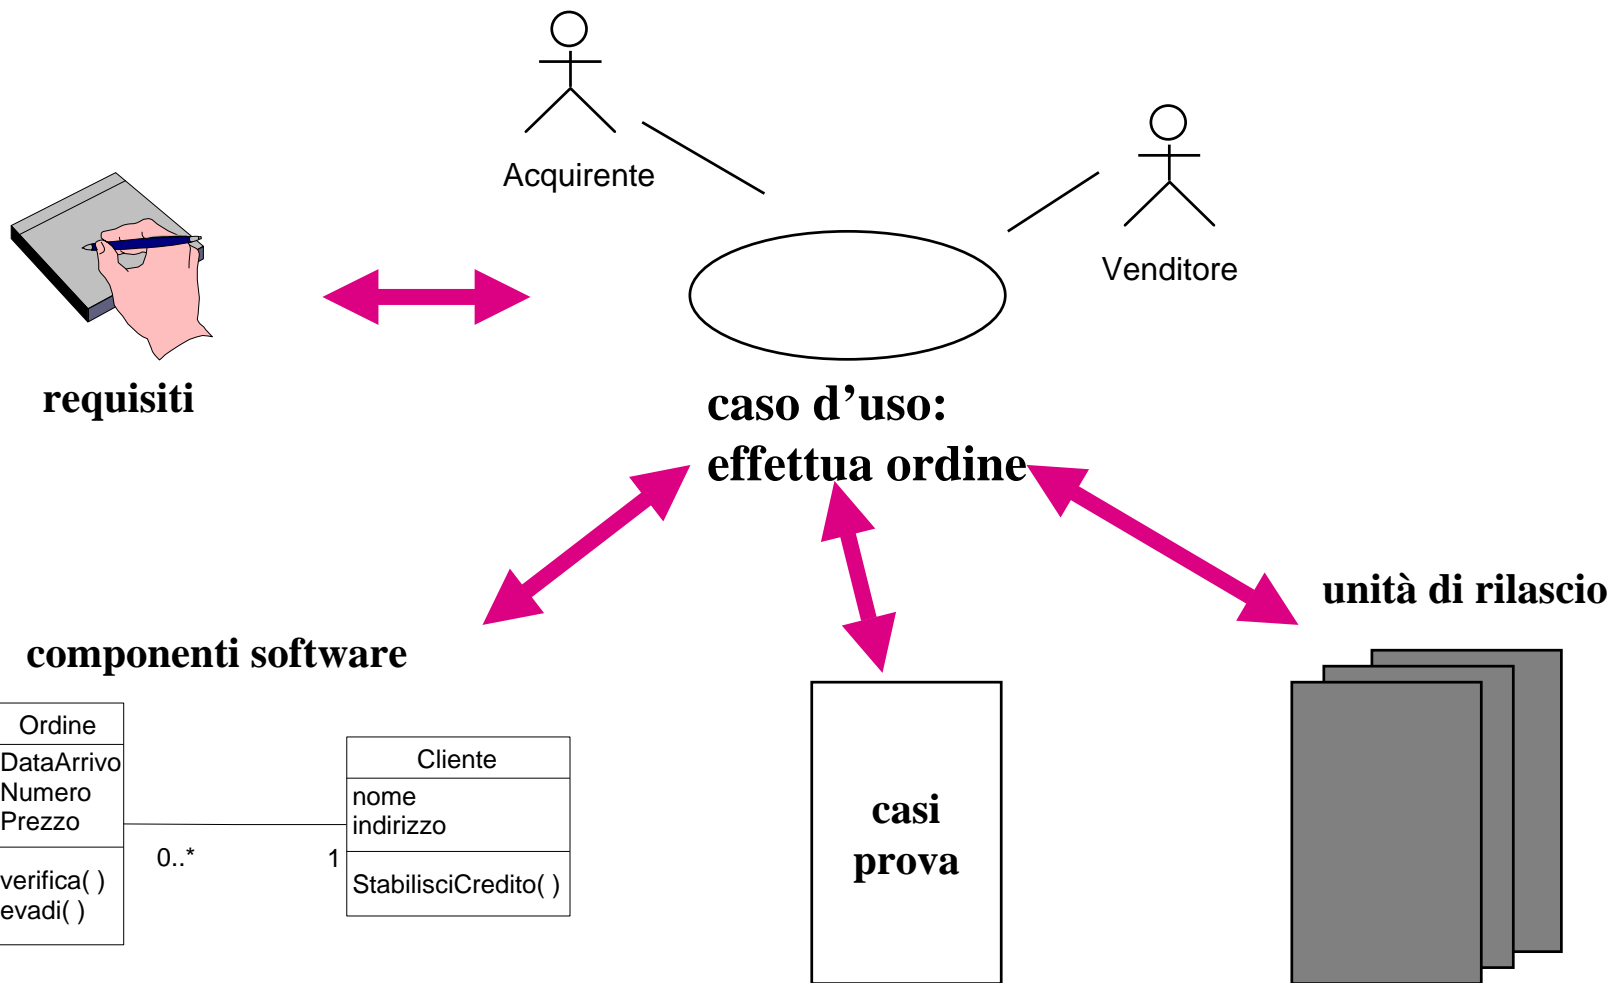 Acquirente
Venditore
requisiti
caso d’uso:
effettua ordine
unità di rilascio
componenti software
Ordine
DataArrivo
Numero
Prezzo
verifica( )
evadi( )
0..*
1
Cliente
nome
indirizzo
StabilisciCredito( )
casi
prova